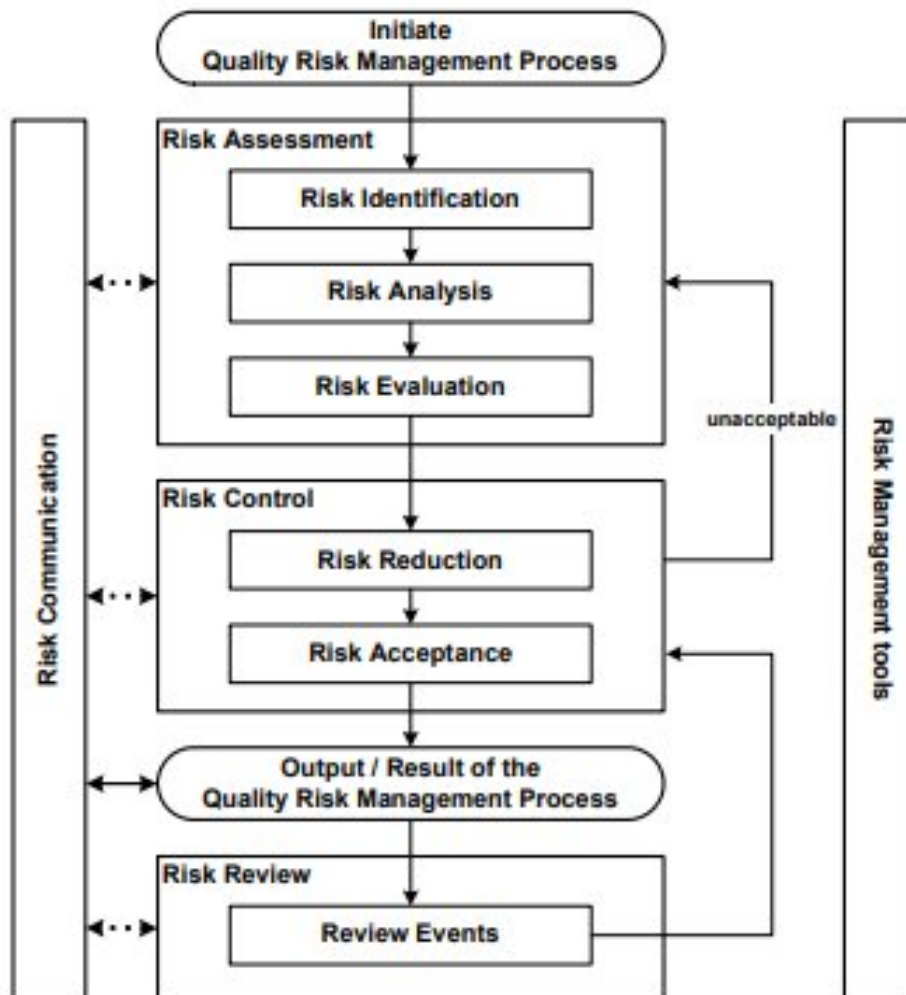 Initiate
Quality Risk Management Process
Risk Assessment
Risk Identification
Risk Analysis
Risk Evaluation
unacceptable
Risk Control
Risk Reduction
Risk Acceptance
Output / Result of the
Quality Risk Management Process
Risk Review
Review Events
Risk Communication
Risk Management tools